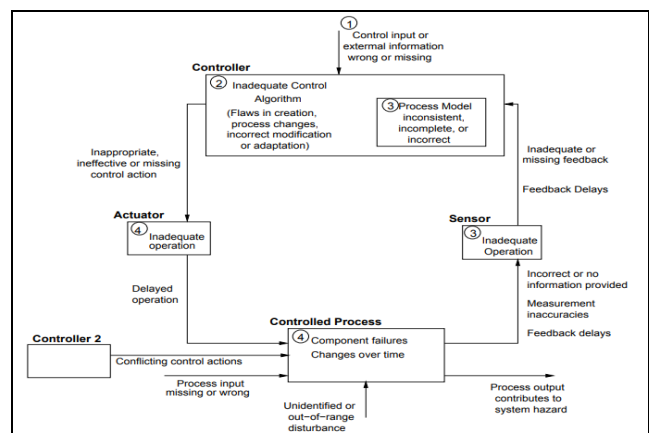 ①
Control input or
external information
wrong or missing
Controller
② Inadequate Control
Algorithm
(Flaws in creation,
process changes,
incorrect modification
or adaptation)
③ Process Model
inconsistent,
incomplete, or
incorrect
Inappropriate,
ineffective or missing
control action
Inadequate or
missing feedback
Feedback Delays
Actuator
④ Inadequate
operation
Sensor
③ Inadequate
Operation
Delayed
operation
Incorrect or no
information provided
Measurement
inaccuracies
Feedback delays
Controlled Process
④ Component failures
Changes over time
Controller 2
Conflicting control actions
Process input
missing or wrong
Unidentified or
out-of-range
disturbance
Process output
contributes to
system hazard